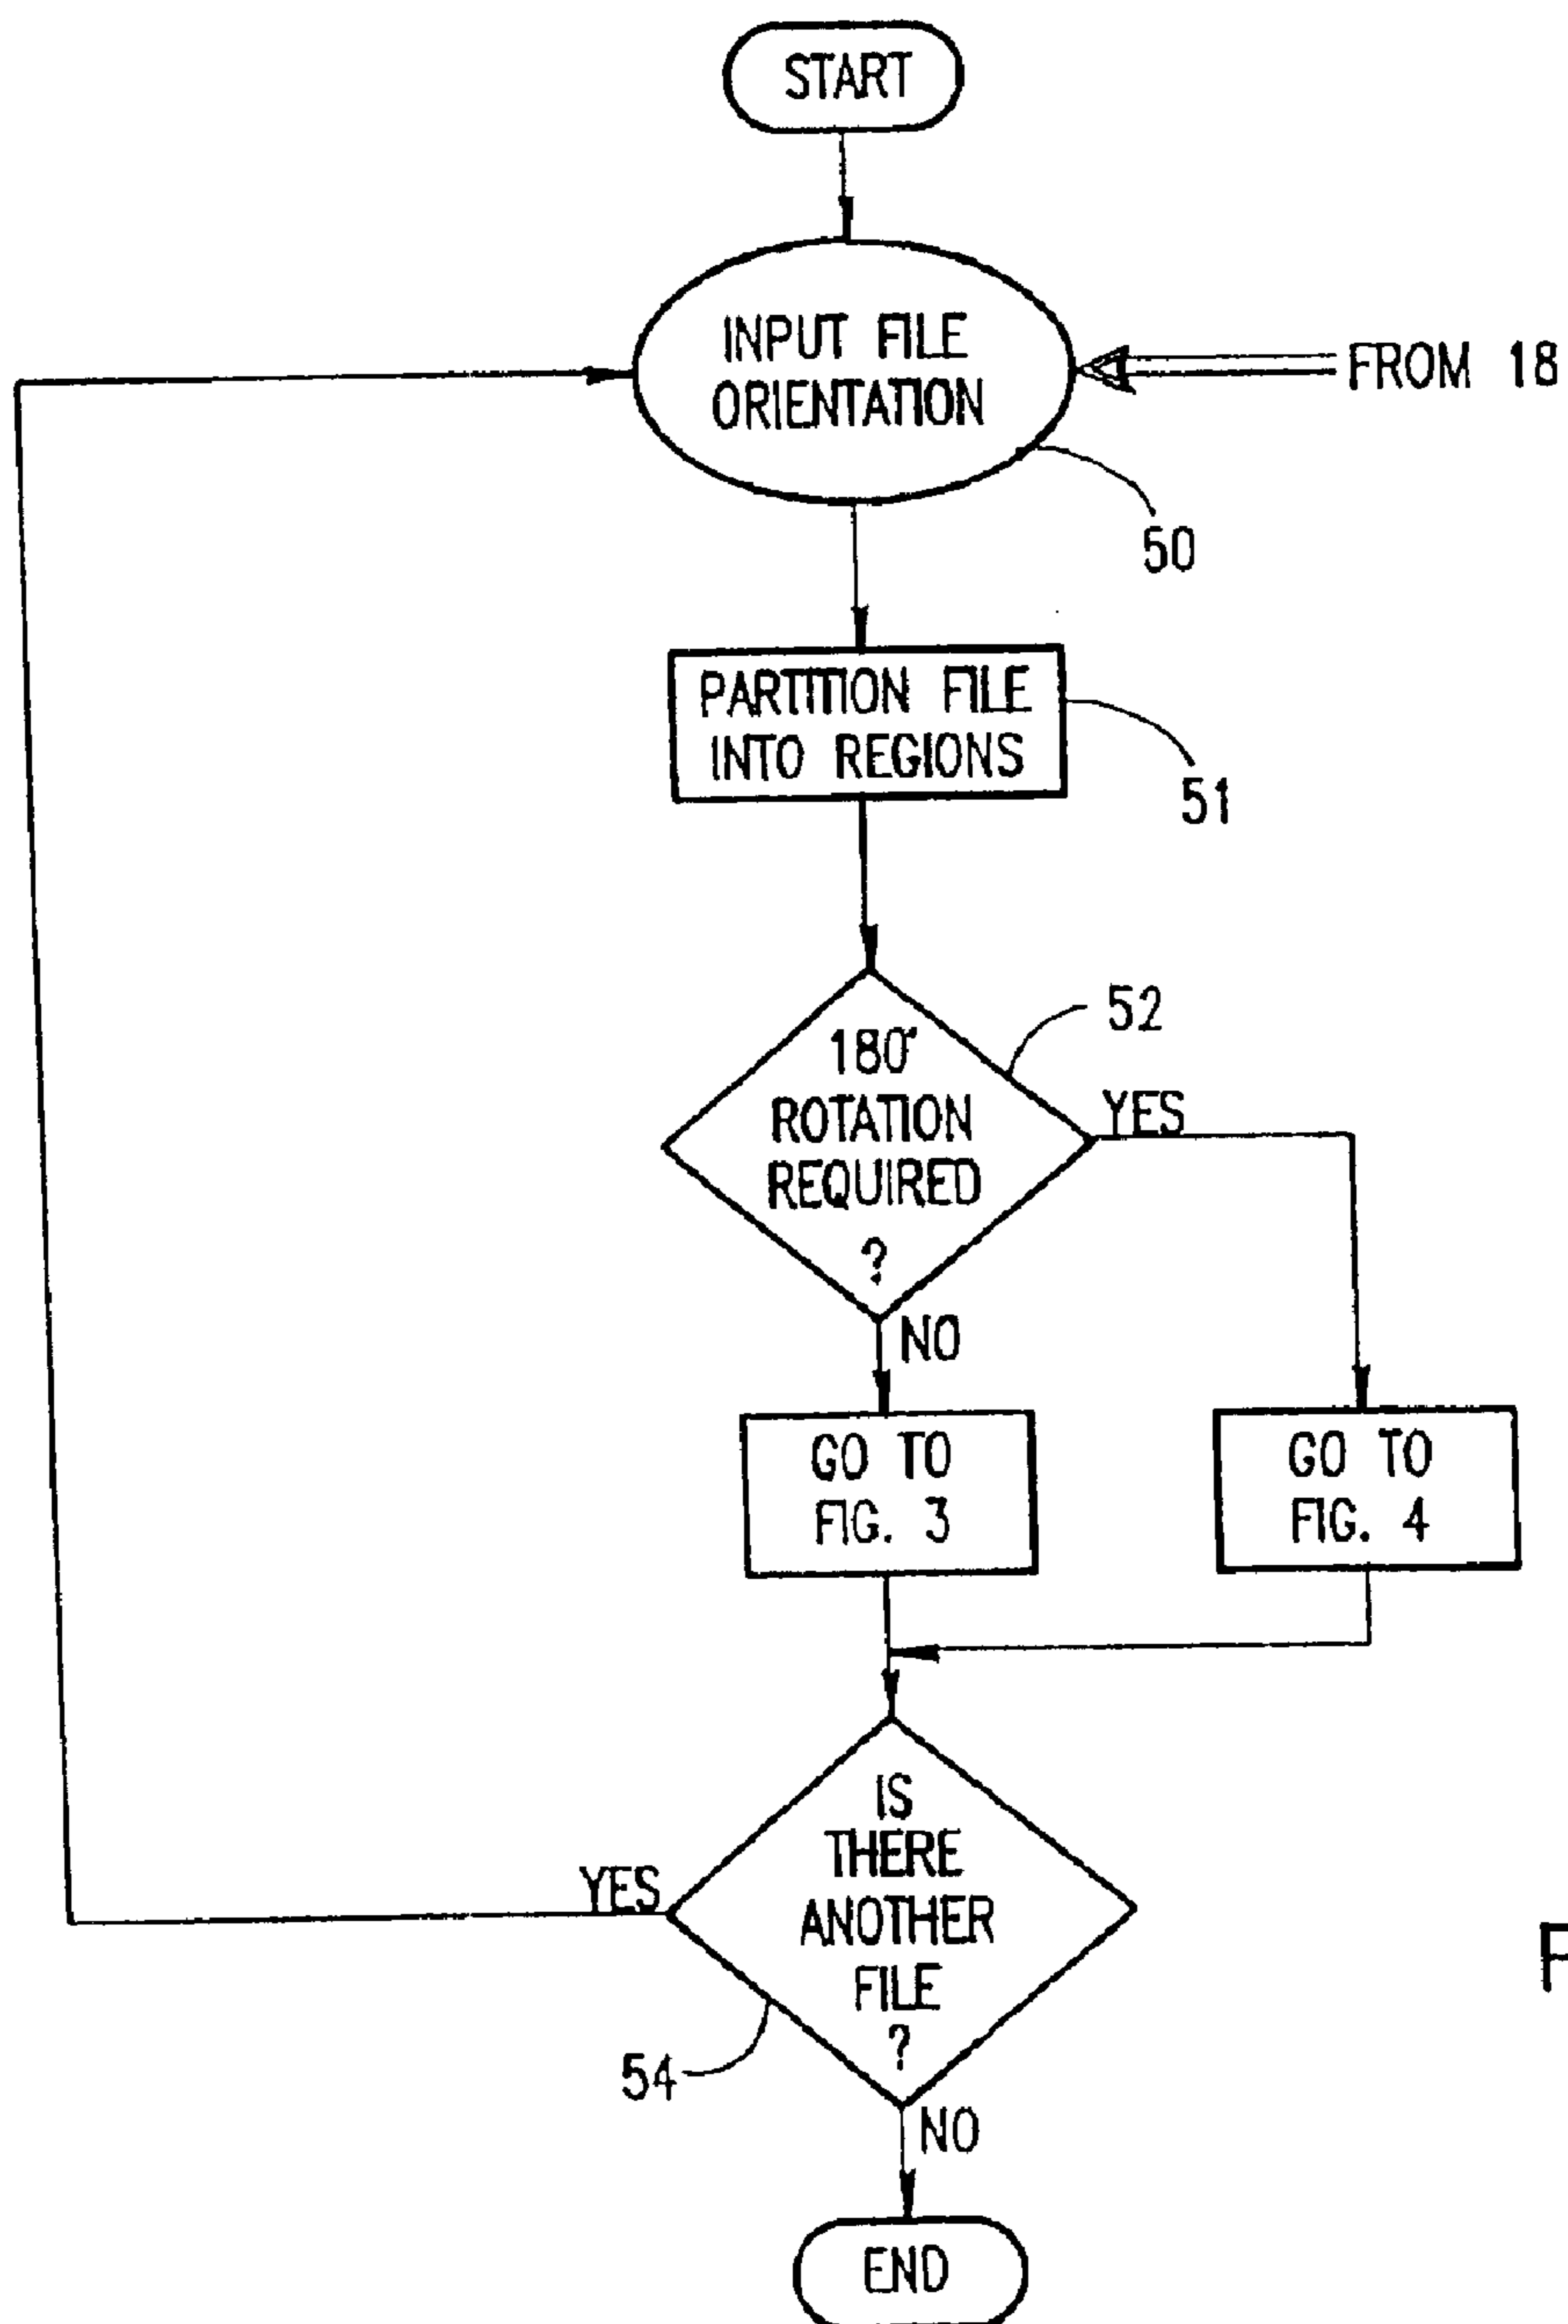 START
INPUT FILE
ORIENTATION
FROM 18
50
PARTITION FILE
INTO REGIONS
51
52
180°
ROTATION
REQUIRED
?
YES
NO
GO TO
FIG. 3
GO TO
FIG. 4
IS
THERE
ANOTHER
FILE
?
YES
54
NO
END